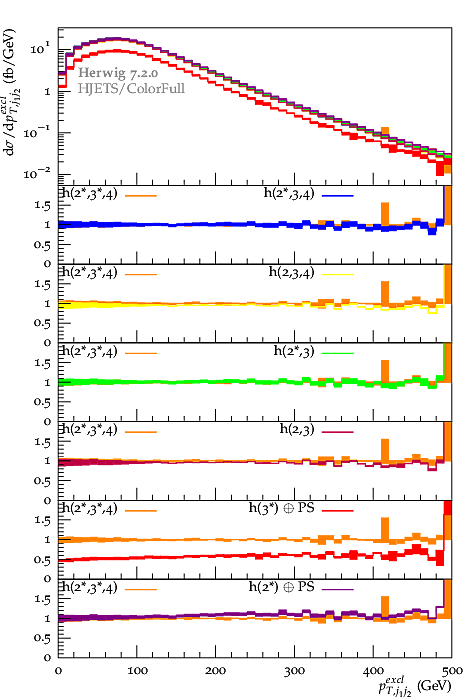 dσ/dp^{excl}_{T,j1j2} (fb/GeV)
10^1
1
10^-1
10^-2
Herwig 7.2.0
HJETS/ColorFull
h(2*,3*,4) h(2*,3,4)
1.5
1
0.5
0
h(2*,3*,4) h(2,3,4)
1.5
1
0.5
0
h(2*,3*,4) h(2*,3)
1.5
1
0.5
0
h(2*,3*,4) h(2,3)
1.5
1
0.5
0
h(2*,3*,4) h(3*) ⊕ PS
1.5
1
0.5
0
h(2*,3*,4) h(2*) ⊕ PS
1.5
1
0.5
0
0 100 200 300 400 500
p^{excl}_{T,j1j2} (GeV)